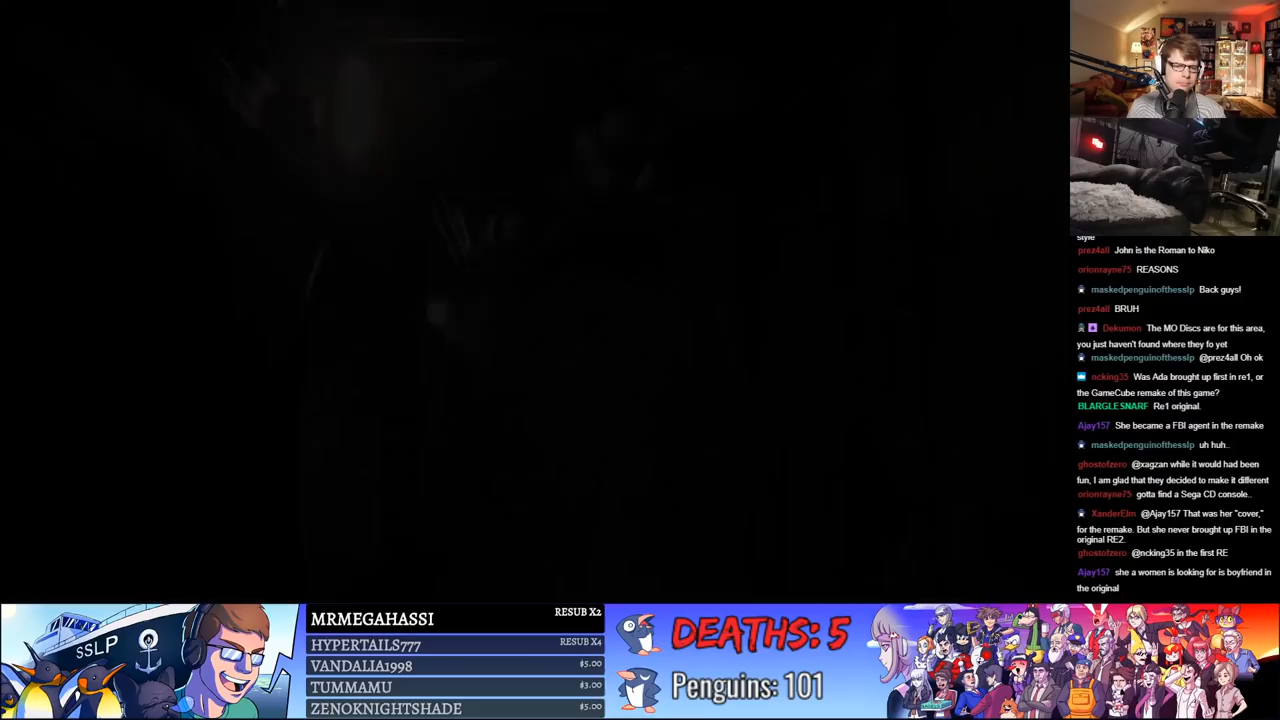 style
prez4all John is the Roman to Niko
orionrayne75 REASONS
maskedpenguinofthesslp Back guys!
prez4all BRUH
Dekumon The MO Discs are for this area,
you just haven't found where they fo yet
maskedpenguinofthesslp @prez4all Oh ok
ncking35 Was Ada brought up first in re1, or
the GameCube remake of this game?
BLARGLESNARF Re1 original.
Ajay157 She became a FBI agent in the remake
maskedpenguinofthesslp uh huh..
ghostofzero @xagzan while it would had been
fun, I am glad that they decided to make it different
orionrayne75 gotta find a Sega CD console..
XanderElm @Ajay157 That was her "cover,"
for the remake. But she never brought up FBI in the
original RE2.
ghostofzero @ncking35 in the first RE
Ajay157 she a women is looking for is boyfriend in
the original
SSLP
MRMEGAHASSI RESUB X2
HYPERTAILS777 RESUB X4
VANDALIA1998 $5.00
TUMMAMU $3.00
ZENOKNIGHTSHADE $5.00
DEATHS: 5
Penguins: 101